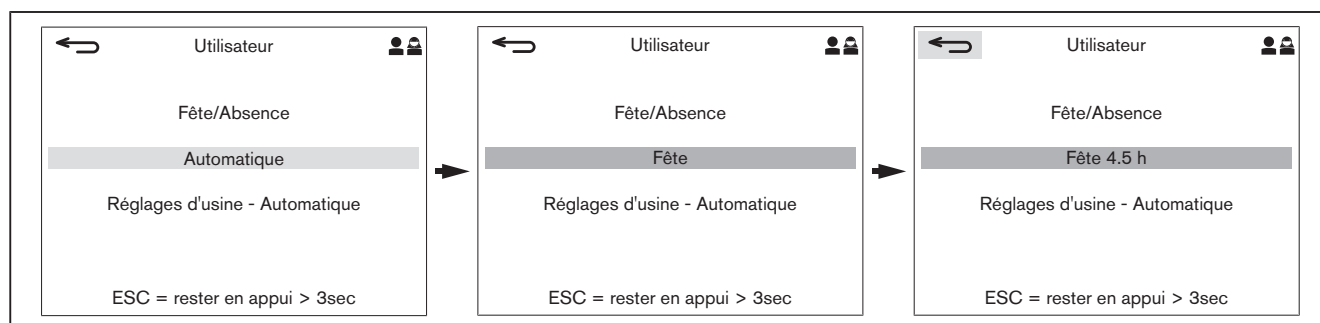 Utilisateur
Fête/Absence
Automatique
Réglages d'usine - Automatique
ESC = rester en appui > 3sec
Utilisateur
Fête/Absence
Fête
Réglages d'usine - Automatique
ESC = rester en appui > 3sec
Utilisateur
Fête/Absence
Fête 4.5 h
Réglages d'usine - Automatique
ESC = rester en appui > 3sec